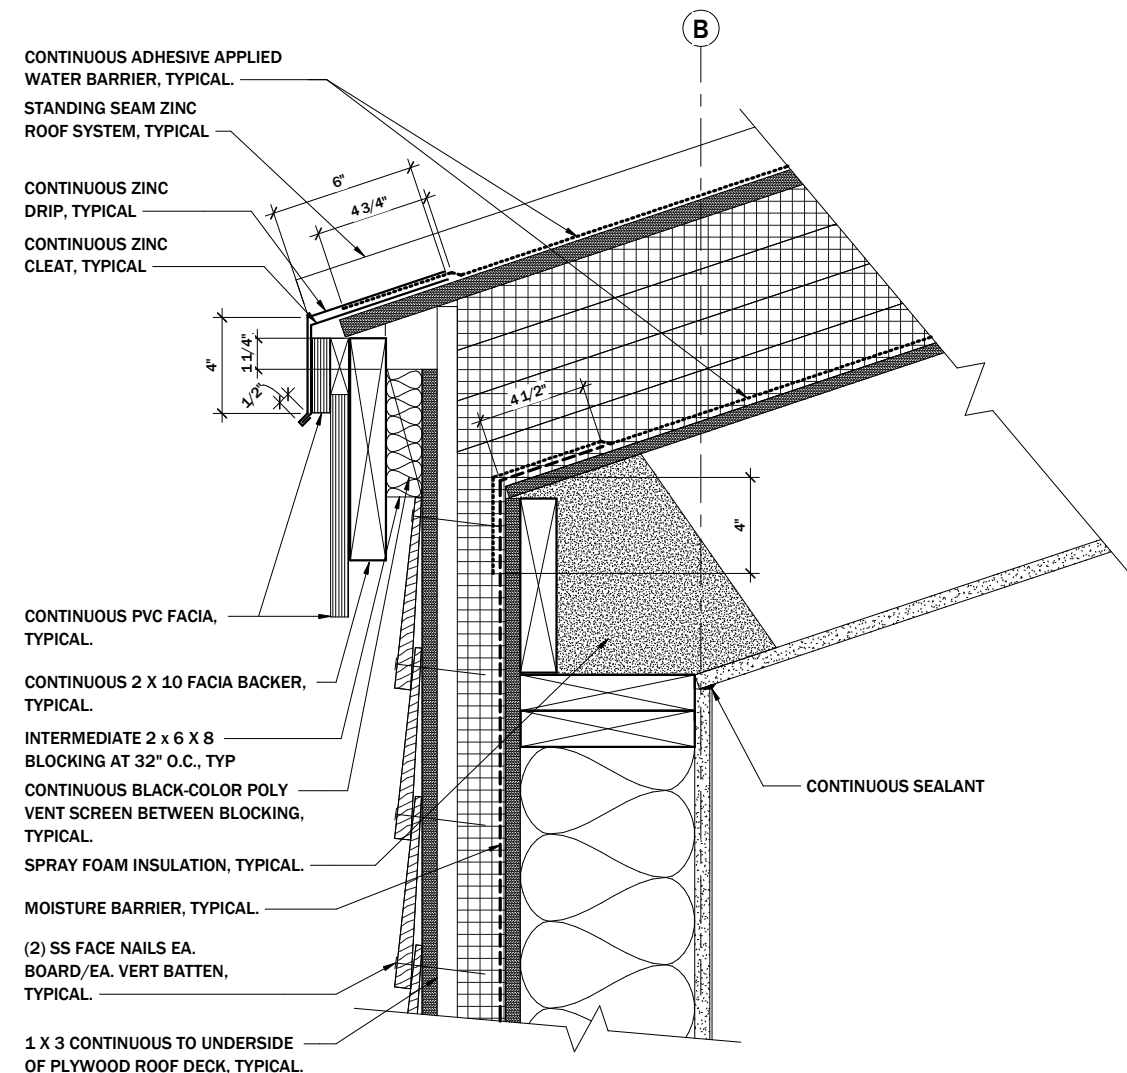 B
CONTINUOUS ADHESIVE APPLIED
WATER BARRIER, TYPICAL.
STANDING SEAM ZINC
ROOF SYSTEM, TYPICAL
6"
4 3/4"
CONTINUOUS ZINC
DRIP, TYPICAL
CONTINUOUS ZINC
CLEAT, TYPICAL
4"
1 1/4"
1/2"
4 1/2"
4"
CONTINUOUS PVC FACIA,
TYPICAL.
CONTINUOUS 2 X 10 FACIA BACKER,
TYPICAL.
INTERMEDIATE 2 x 6 X 8
BLOCKING AT 32" O.C., TYP
CONTINUOUS BLACK-COLOR POLY
VENT SCREEN BETWEEN BLOCKING,
TYPICAL.
CONTINUOUS SEALANT
SPRAY FOAM INSULATION, TYPICAL.
MOISTURE BARRIER, TYPICAL.
(2) SS FACE NAILS EA.
BOARD/EA. VERT BATTEN,
TYPICAL.
1 X 3 CONTINUOUS TO UNDERSIDE
OF PLYWOOD ROOF DECK, TYPICAL.